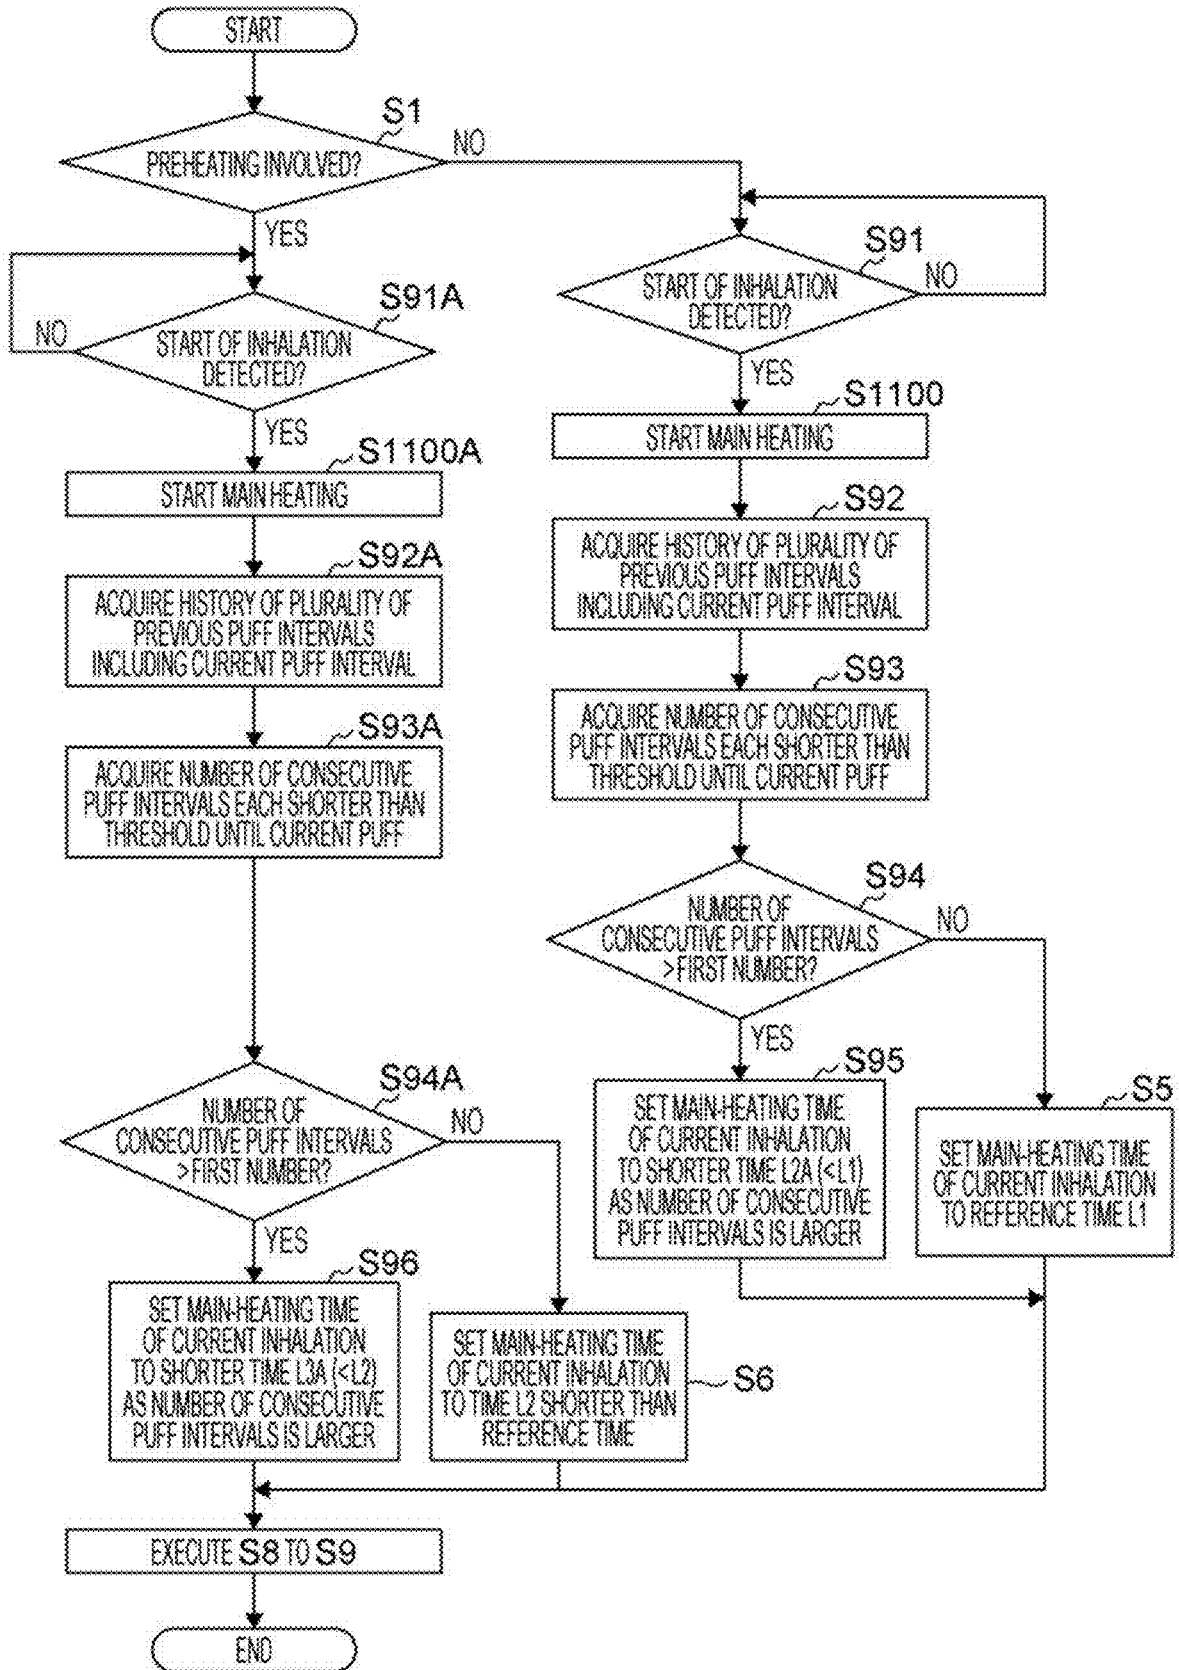 START
S1
PREHEATING INVOLVED?
NO
YES
S91A
START OF INHALATION
DETECTED?
NO
YES
S1100A
START MAIN HEATING
S92A
ACQUIRE HISTORY OF PLURALITY OF
PREVIOUS PUFF INTERVALS
INCLUDING CURRENT PUFF INTERVAL
S93A
ACQUIRE NUMBER OF CONSECUTIVE
PUFF INTERVALS EACH SHORTER THAN
THRESHOLD UNTIL CURRENT PUFF
S94A
NUMBER OF
CONSECUTIVE PUFF INTERVALS
>FIRST NUMBER?
NO
YES
S96
SET MAIN-HEATING TIME
OF CURRENT INHALATION
TO SHORTER TIME L3A (<L2)
AS NUMBER OF CONSECUTIVE
PUFF INTERVALS IS LARGER
SET MAIN-HEATING TIME
OF CURRENT INHALATION
TO TIME L2 SHORTER THAN
REFERENCE TIME
S6
S91
START OF INHALATION
DETECTED?
NO
YES
S1100
START MAIN HEATING
S92
ACQUIRE HISTORY OF PLURALITY OF
PREVIOUS PUFF INTERVALS
INCLUDING CURRENT PUFF INTERVAL
S93
ACQUIRE NUMBER OF CONSECUTIVE
PUFF INTERVALS EACH SHORTER THAN
THRESHOLD UNTIL CURRENT PUFF
S94
NUMBER OF
CONSECUTIVE PUFF INTERVALS
>FIRST NUMBER?
NO
YES
S95
SET MAIN-HEATING TIME
OF CURRENT INHALATION
TO SHORTER TIME L2A (<L1)
AS NUMBER OF CONSECUTIVE
PUFF INTERVALS IS LARGER
S5
SET MAIN-HEATING TIME
OF CURRENT INHALATION
TO REFERENCE TIME L1
EXECUTE S8 TO S9
END